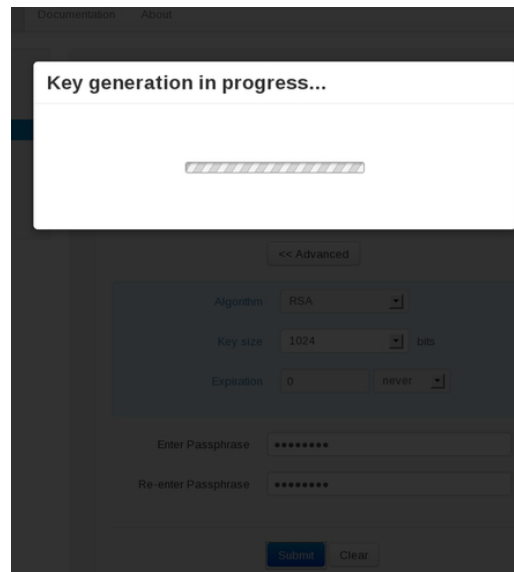 Documentation About
Key generation in progress...
<< Advanced
Algorithm RSA
Key size 1024 bits
Expiration 0 never
Enter Passphrase ●●●●●●●●
Re-enter Passphrase ●●●●●●●●
Submit Clear